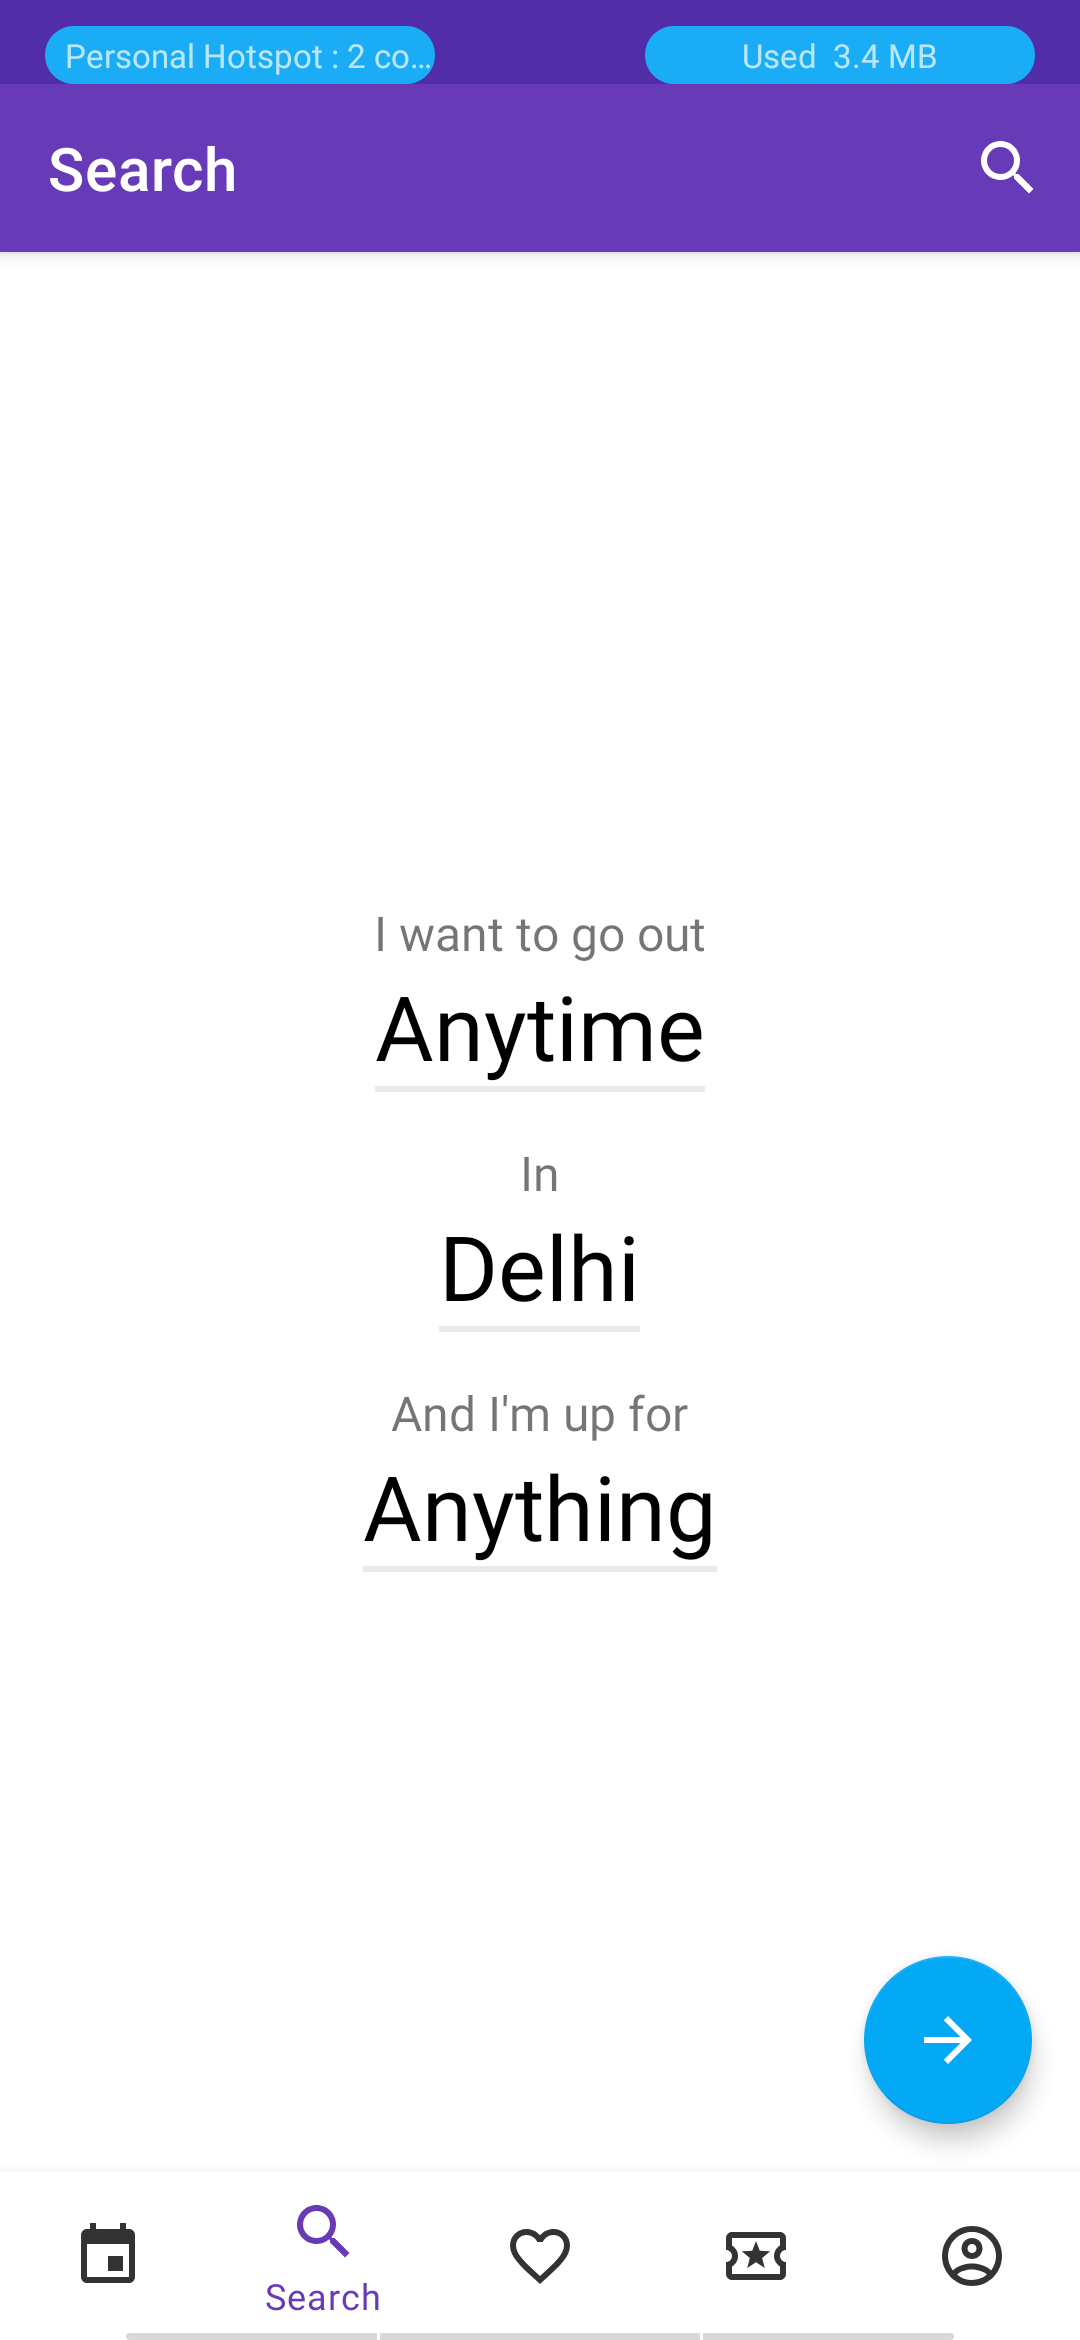 Personal Hotspot : 2 co...
Used 3.4 MB
Search
I want to go out
Anytime
In
Delhi
And I'm up for
Anything
Search